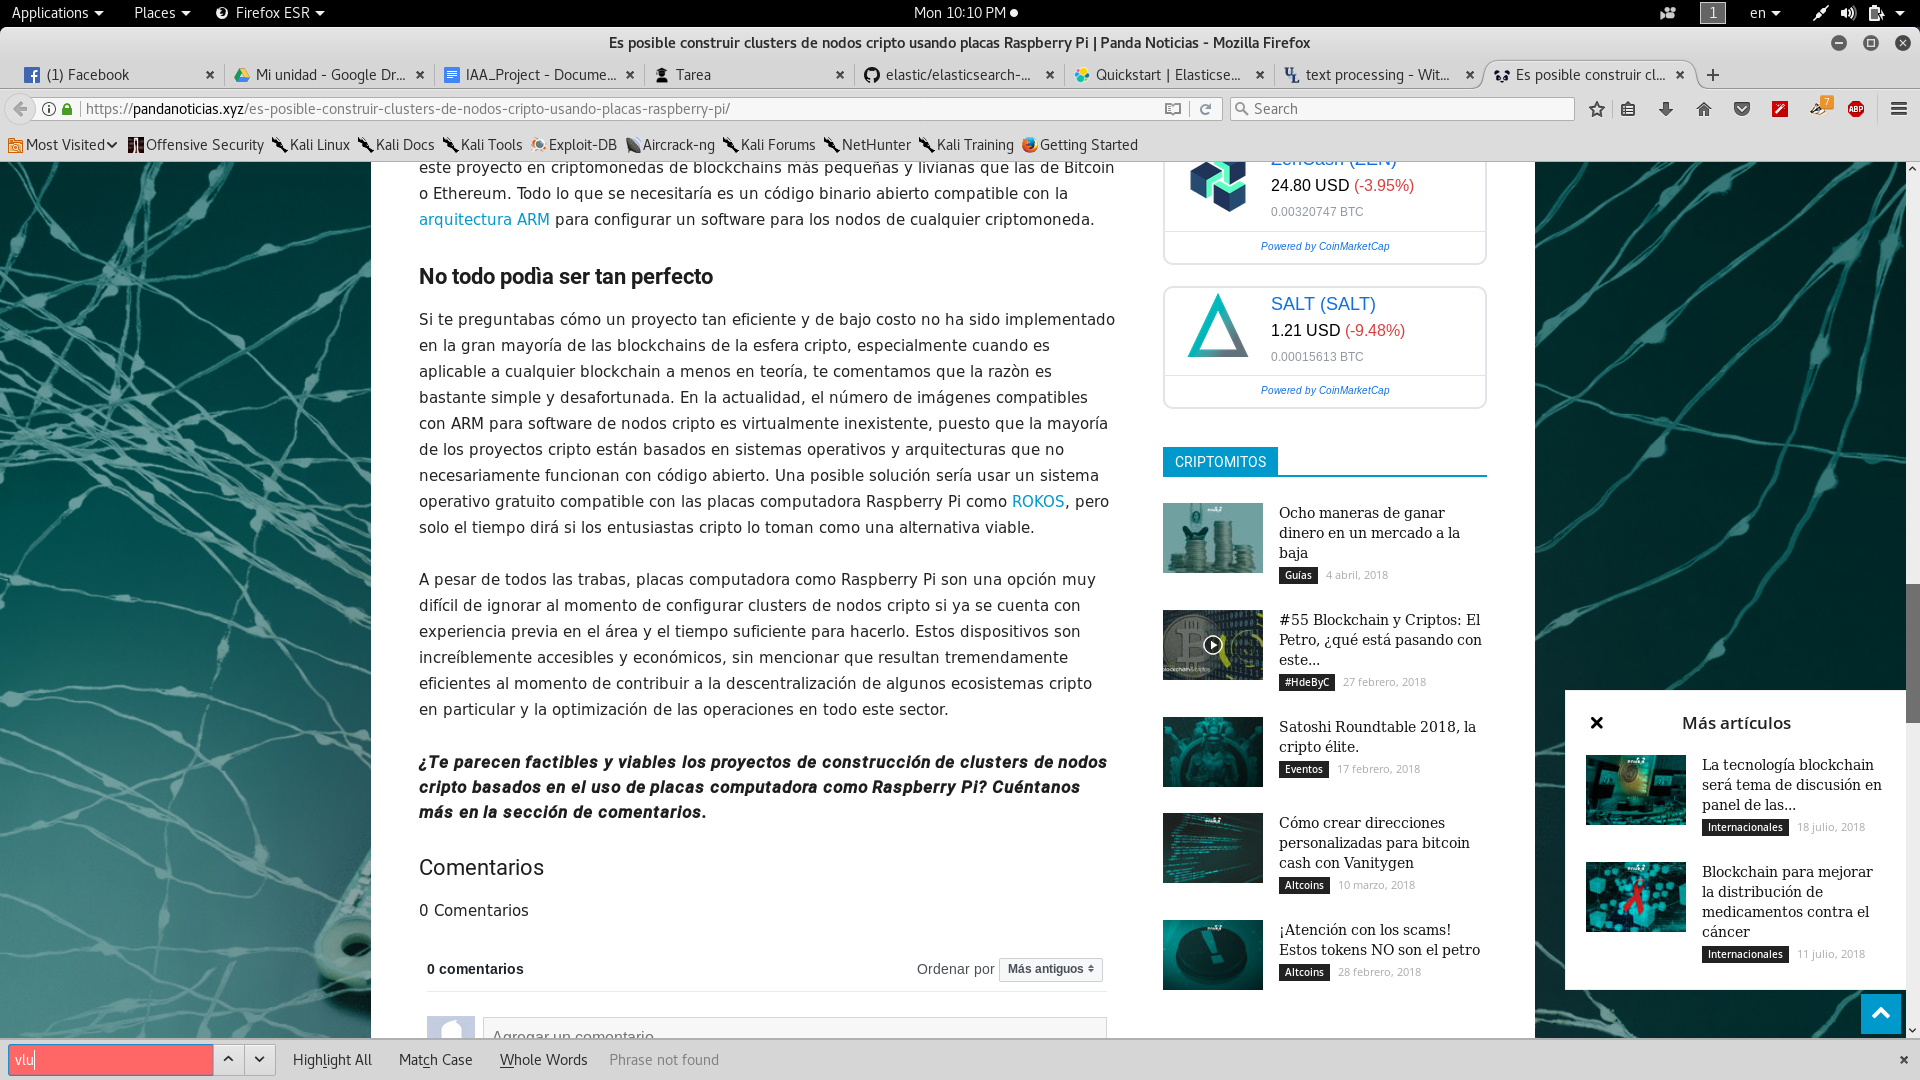 Applications
Places
Firefox ESR
Mon 10:10 PM
1
en
Es posible construir clusters de nodos cripto usando placas Raspberry Pi | Panda Noticias - Mozilla Firefox
(1) Facebook
Mi unidad - Google Dr...
IAA_Project - Docume...
Tarea
elastic/elasticsearch-...
Quickstart | Elasticse...
text processing - Wit...
Es posible construir cl...
https://pandanoticias.xyz/es-posible-construir-clusters-de-nodos-cripto-usando-placas-raspberry-pi/
Search
7
ABP
Most Visited
Offensive Security
Kali Linux
Kali Docs
Kali Tools
Exploit-DB
Aircrack-ng
Kali Forums
NetHunter
Kali Training
Getting Started
este proyecto en criptomonedas de blockchains más pequeñas y livianas que las de Bitcoin
o Ethereum. Todo lo que se necesitaría es un código binario abierto compatible con la
arquitectura ARM para configurar un software para los nodos de cualquier criptomoneda.
No todo podìa ser tan perfecto
Si te preguntabas cómo un proyecto tan eficiente y de bajo costo no ha sido implementado
en la gran mayoría de las blockchains de la esfera cripto, especialmente cuando es
aplicable a cualquier blockchain a menos en teoría, te comentamos que la razòn es
bastante simple y desafortunada. En la actualidad, el número de imágenes compatibles
con ARM para software de nodos cripto es virtualmente inexistente, puesto que la mayoría
de los proyectos cripto están basados en sistemas operativos y arquitecturas que no
necesariamente funcionan con código abierto. Una posible solución sería usar un sistema
operativo gratuito compatible con las placas computadora Raspberry Pi como ROKOS, pero
solo el tiempo dirá si los entusiastas cripto lo toman como una alternativa viable.
A pesar de todos las trabas, placas computadora como Raspberry Pi son una opción muy
difícil de ignorar al momento de configurar clusters de nodos cripto si ya se cuenta con
experiencia previa en el área y el tiempo suficiente para hacerlo. Estos dispositivos son
increíblemente accesibles y económicos, sin mencionar que resultan tremendamente
eficientes al momento de contribuir a la descentralización de algunos ecosistemas cripto
en particular y la optimización de las operaciones en todo este sector.
¿Te parecen factibles y viables los proyectos de construcción de clusters de nodos
cripto basados en el uso de placas computadora como Raspberry Pi? Cuéntanos
más en la sección de comentarios.
Comentarios
0 Comentarios
0 comentarios
Ordenar por
Más antiguos
Agregar un comentario
ZenCash (ZEN)
24.80 USD (-3.95%)
0.00320747 BTC
Powered by CoinMarketCap
SALT (SALT)
1.21 USD (-9.48%)
0.00015613 BTC
Powered by CoinMarketCap
CRIPTOMITOS
Ocho maneras de ganar
dinero en un mercado a la
baja
Guías
4 abril, 2018
#55 Blockchain y Criptos: El
Petro, ¿qué está pasando con
este...
#HdeByC
27 febrero, 2018
Satoshi Roundtable 2018, la
cripto élite.
Eventos
17 febrero, 2018
Cómo crear direcciones
personalizadas para bitcoin
cash con Vanitygen
Altcoins
10 marzo, 2018
¡Atención con los scams!
Estos tokens NO son el petro
Altcoins
28 febrero, 2018
Más artículos
La tecnología blockchain
será tema de discusión en
panel de las...
Internacionales
18 julio, 2018
Blockchain para mejorar
la distribución de
medicamentos contra el
cáncer
Internacionales
11 julio, 2018
vlu
Highlight All
Match Case
Whole Words
Phrase not found